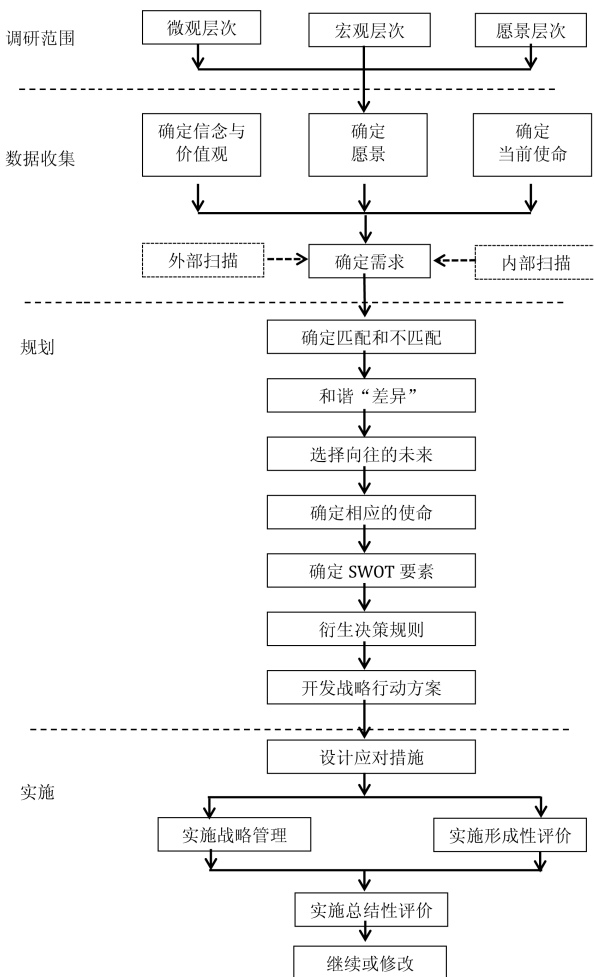 调研范围
微观层次
宏观层次
愿景层次
数据收集
确定信念与
价值观
确定
愿景
确定
当前使命
外部扫描
确定需求
内部扫描
规划
确定匹配和不匹配
和谐“差异”
选择向往的未来
确定相应的使命
确定 SWOT 要素
衍生决策规则
开发战略行动方案
实施
设计应对措施
实施战略管理
实施形成性评价
实施总结性评价
继续或修改